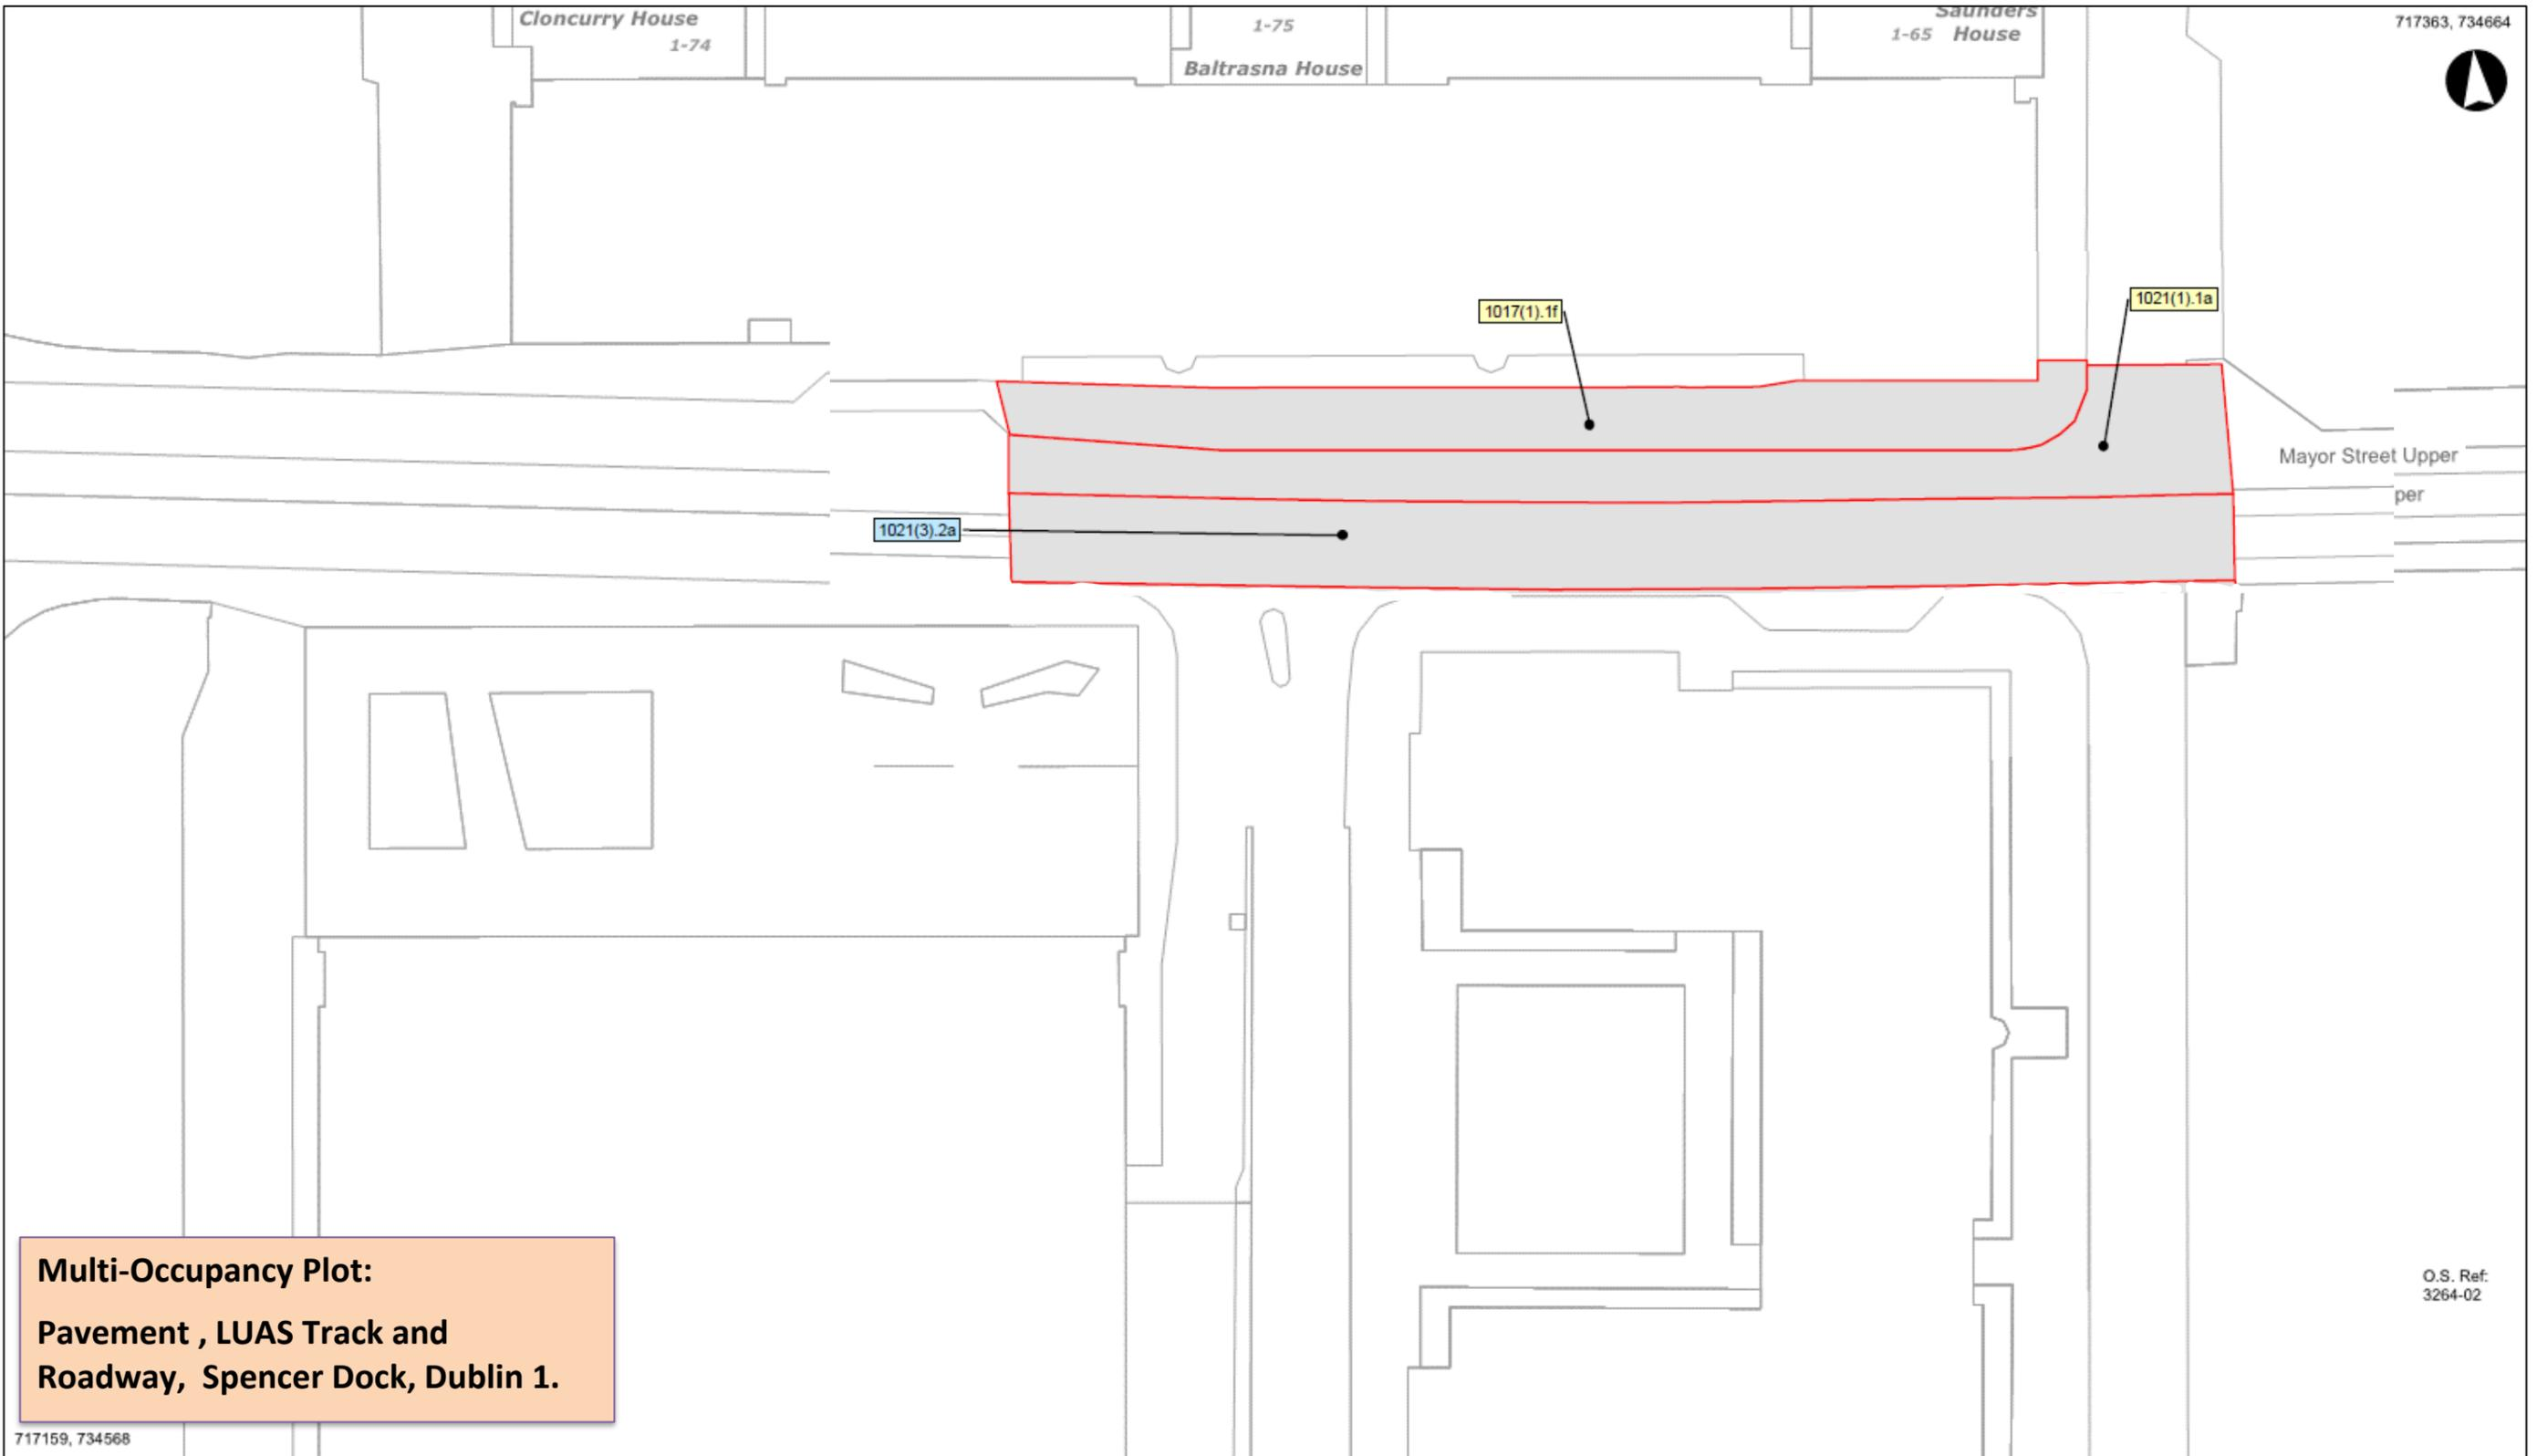 Cloncurry House
1-74
1-75
Baltrasna House
Saunders
1-65 House
717363, 734664
1017(1).1f
1021(1).1a
Mayor Street Upper
per
1021(3).2a
Multi-Occupancy Plot:
Pavement , LUAS Track and
Roadway, Spencer Dock, Dublin 1.
O.S. Ref:
3264-02
717159, 734568